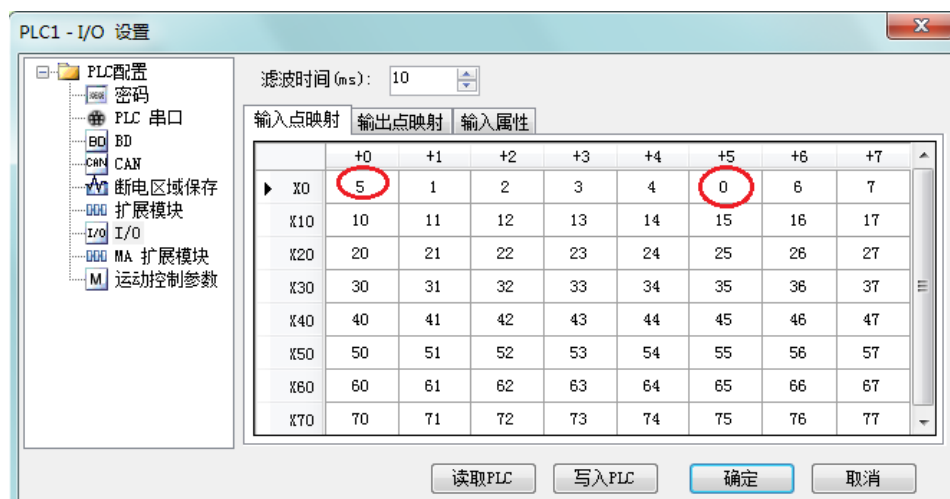 PLC1 - I/O 设置
PLC配置
密码
PLC 串口
BD BD
CAN CAN
断电区域保存
扩展模块
I/O I/O
MA 扩展模块
M 运动控制参数
滤波时间(ms): 10
输入点映射 输出点映射 输入属性
+0 +1 +2 +3 +4 +5 +6 +7
X0 5 1 2 3 4 0 6 7
X10 10 11 12 13 14 15 16 17
X20 20 21 22 23 24 25 26 27
X30 30 31 32 33 34 35 36 37
X40 40 41 42 43 44 45 46 47
X50 50 51 52 53 54 55 56 57
X60 60 61 62 63 64 65 66 67
X70 70 71 72 73 74 75 76 77
读取PLC 写入PLC 确定 取消